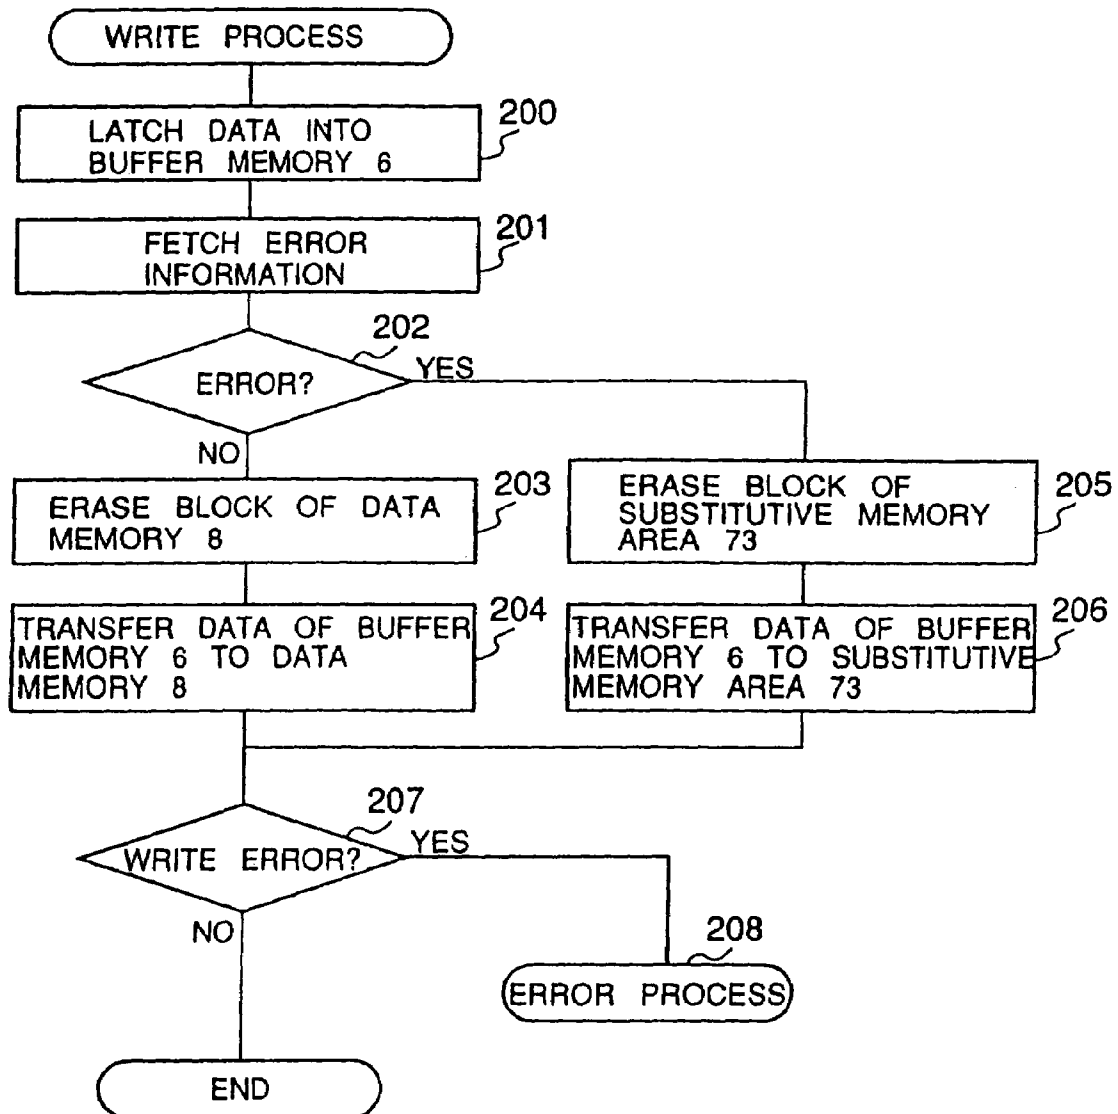 WRITE PROCESS
200
LATCH DATA INTO
BUFFER MEMORY 6
201
FETCH ERROR
INFORMATION
202
ERROR?
YES
NO
203
ERASE BLOCK OF DATA
MEMORY 8
205
ERASE BLOCK OF
SUBSTITUTIVE MEMORY
AREA 73
204
TRANSFER DATA OF BUFFER
MEMORY 6 TO DATA
MEMORY 8
206
TRANSFER DATA OF BUFFER
MEMORY 6 TO SUBSTITUTIVE
MEMORY AREA 73
207
WRITE ERROR?
YES
NO
208
ERROR PROCESS
END